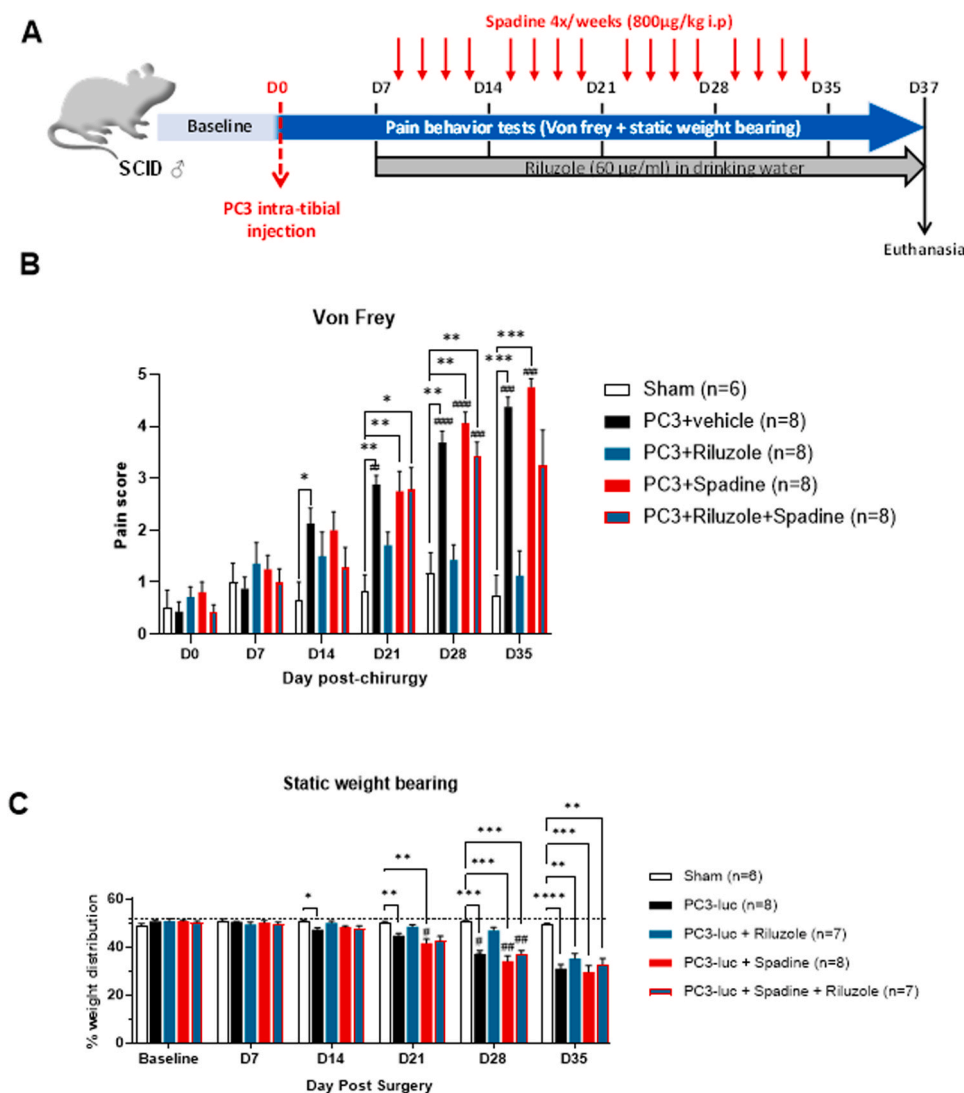 A
Spadine 4x/weeks (800µg/kg i.p)
D0
D7
D14
D21
D28
D35
D37
Baseline
Pain behavior tests (Von frey + static weight bearing)
SCID ♂
Riluzole (60 µg/ml) in drinking water
PC3 intra-tibial
injection
Euthanasia
B
Von Frey
Pain score
5
4
3
2
1
0
*
*
**
**
**
**
**
***
***
#
###
###
##
##
##
D0
D7
D14
D21
D28
D35
Day post-chirurgy
Sham (n=6)
PC3+vehicle (n=8)
PC3+Riluzole (n=8)
PC3+Spadine (n=8)
PC3+Riluzole+Spadine (n=8)
C
Static weight bearing
% weight distribution
60
40
20
0
*
**
**
***
***
***
**
***
**
****
#
#
##
##
Baseline
D7
D14
D21
D28
D35
Day Post Surgery
Sham (n=6)
PC3-luc (n=8)
PC3-luc + Riluzole (n=7)
PC3-luc + Spadine (n=8)
PC3-luc + Spadine + Riluzole (n=7)